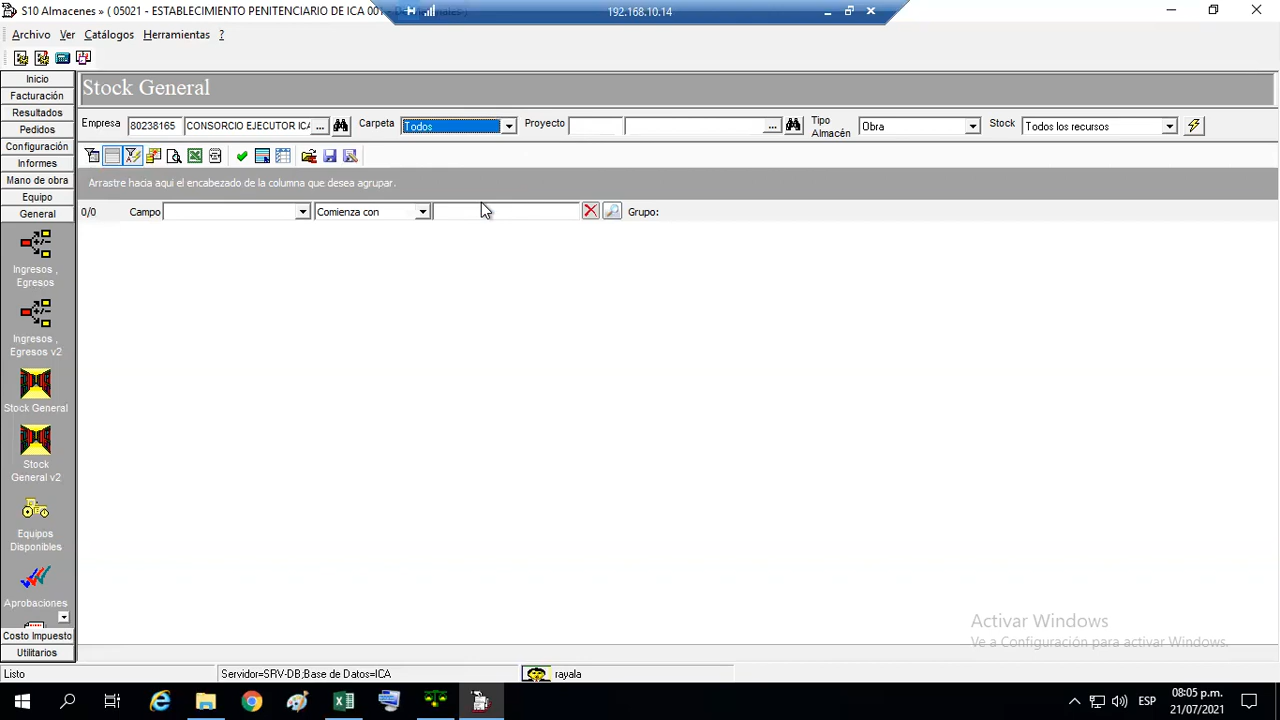 S10 Almacenes » ( 05021 - ESTABLECIMIENTO PENITENCIARIO DE ICA 001
192.168.10.14
Archivo Ver Catálogos Herramientas ?
Inicio
Facturación
Resultados
Pedidos
Configuración
Informes
Mano de obra
Equipo
General
Ingresos ,
Egresos
Ingresos ,
Egresos v2
Stock General
Stock
General v2
Equipos
Disponibles
Aprobaciones
Costo Impuesto
Utilitarios
Stock General
Empresa 80238165 CONSORCIO EJECUTOR ICA ... Carpeta Todos Proyecto ... Tipo Almacén Obra Stock Todos los recursos
Arrastre hacia aqui el encabezado de la columna que desea agrupar.
0/0 Campo Comienza con Grupo:
Activar Windows
Ve a Configuración para activar Windows.
Listo Servidor=SRV-DB;Base de Datos=ICA rayala
ESP 08:05 p.m.
21/07/2021